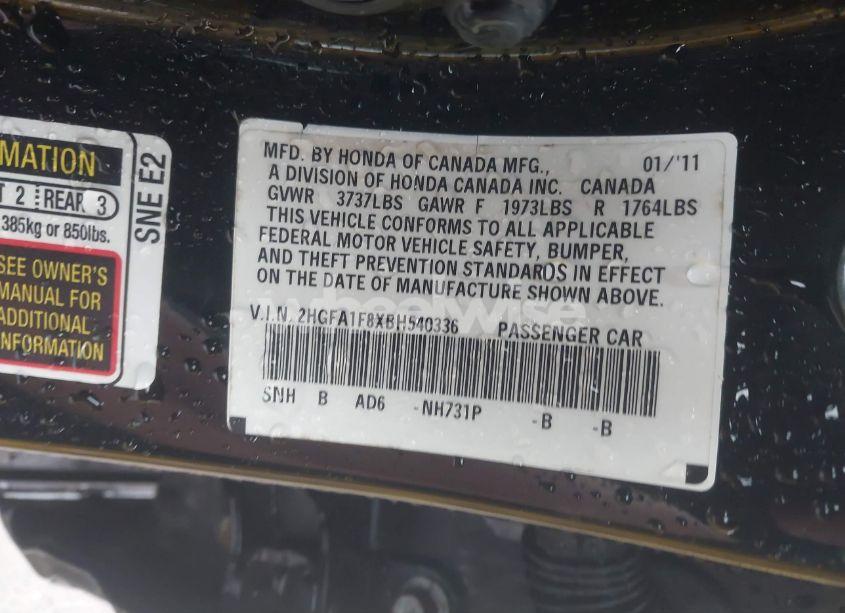 MATION
T 2 REAR 3
385kg or 850lbs.
SEE OWNER'S
MANUAL FOR
ADDITIONAL
INFORMATION
SNE E2
MFD. BY HONDA OF CANADA MFG., 01/'11
A DIVISION OF HONDA CANADA INC. CANADA
GVWR 3737LBS GAWR F 1973LBS R 1764LBS
THIS VEHICLE CONFORMS TO ALL APPLICABLE
FEDERAL MOTOR VEHICLE SAFETY, BUMPER,
AND THEFT PREVENTION STANDARDS IN EFFECT
ON THE DATE OF MANUFACTURE SHOWN ABOVE.
wheelwise
V.I.N. 2HGFA1F8XBH540336 PASSENGER CAR
SNH B AD6 -NH731P -B -B